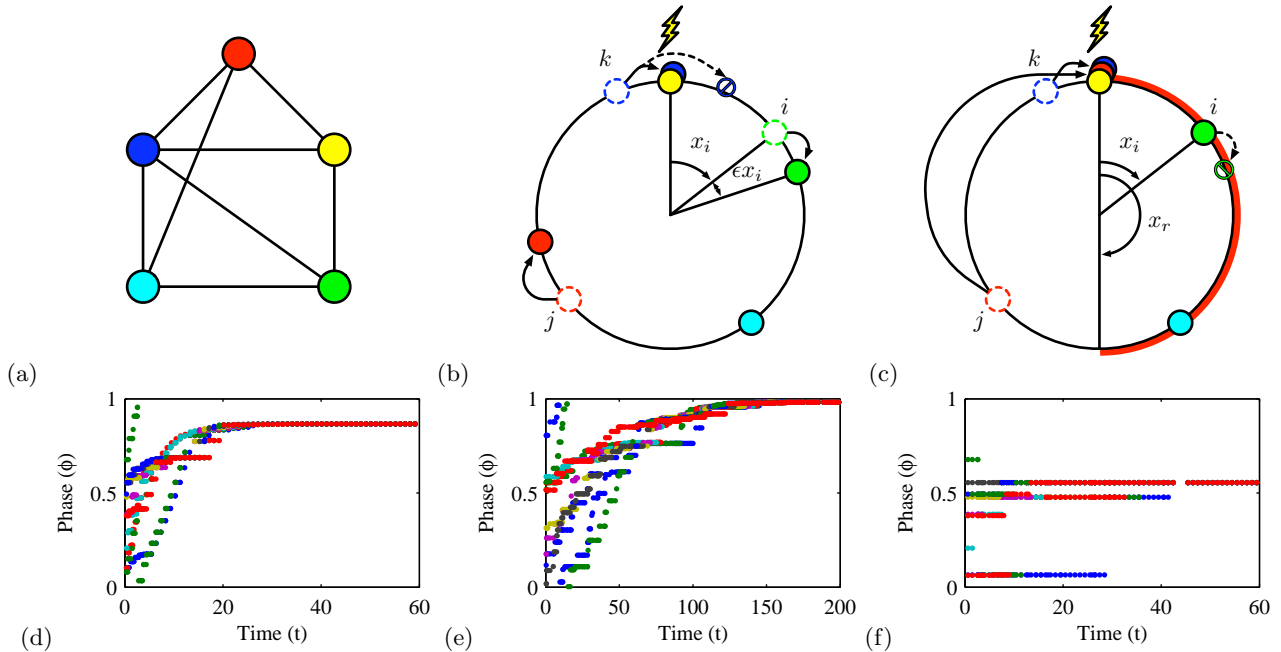 k
i
x_i
ϵx_i
j
k
i
x_i
x_r
j
(a)
(b)
(c)
1
0.5
0
Phase (ϕ)
0
20
40
60
Time (t)
(d)
1
0.5
0
Phase (ϕ)
0
50
100
150
200
Time (t)
(e)
1
0.5
0
Phase (ϕ)
0
20
40
60
Time (t)
(f)